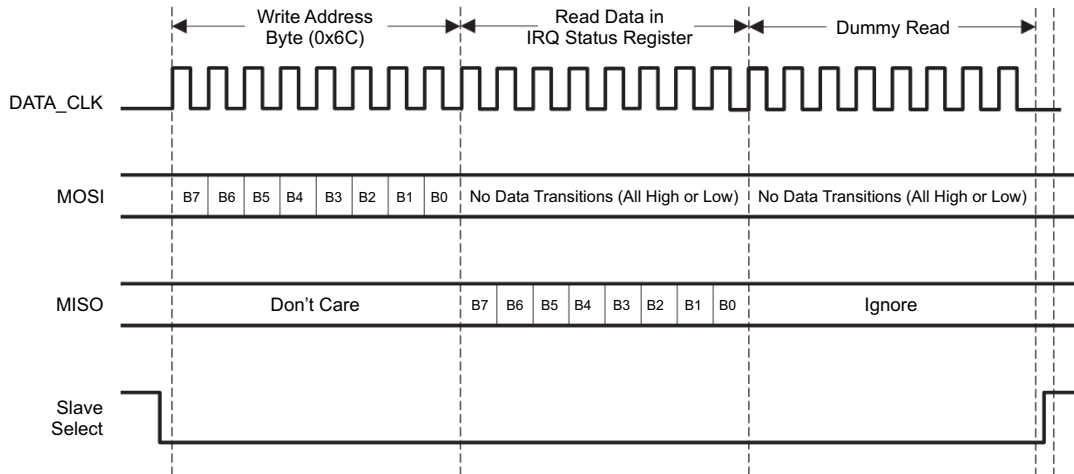 Write Address
Byte (0x6C)
Read Data in
IRQ Status Register
Dummy Read
DATA_CLK
MOSI
B7 B6 B5 B4 B3 B2 B1 B0
No Data Transitions (All High or Low)
No Data Transitions (All High or Low)
MISO
Don't Care
B7 B6 B5 B4 B3 B2 B1 B0
Ignore
Slave
Select